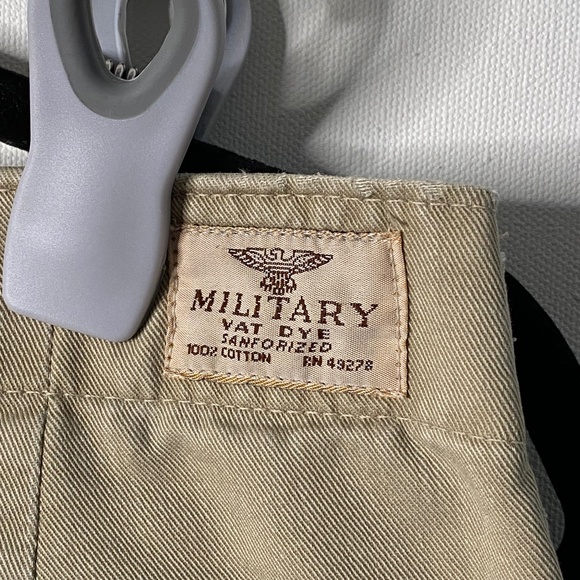 MILITARY
VAT DYE
SANFORIZED
100% COTTON RN 49278